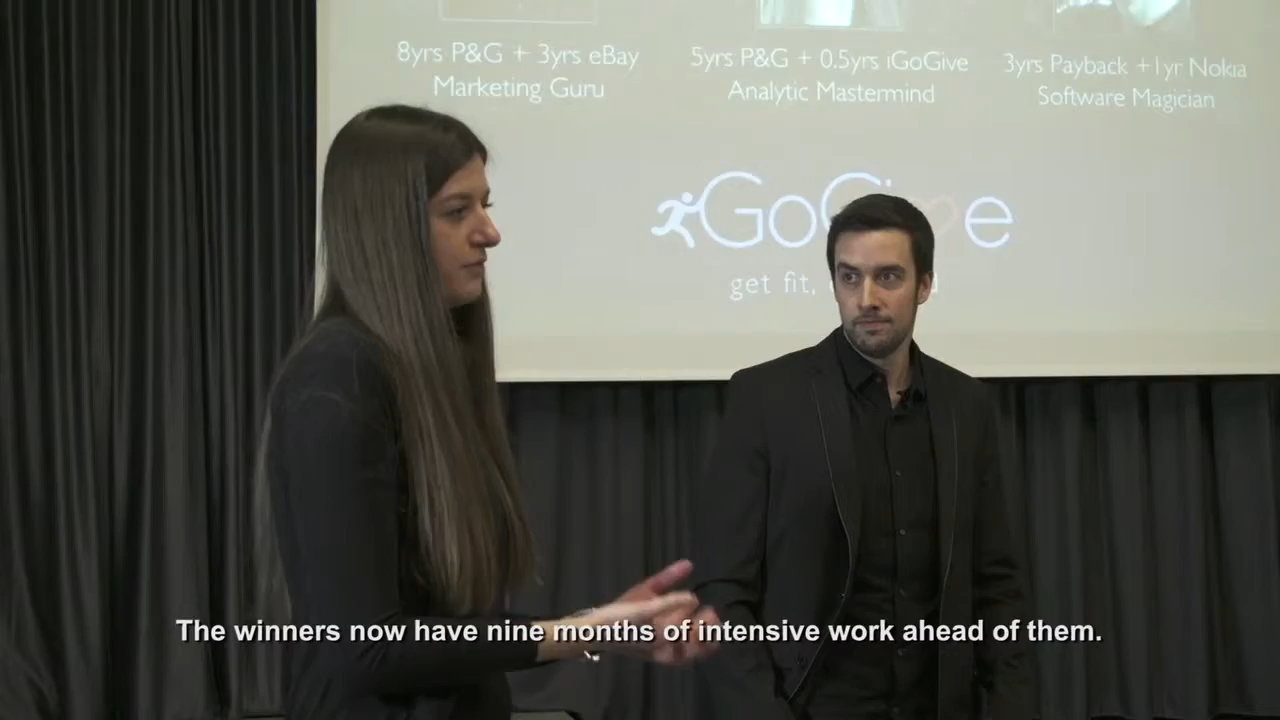 8yrs P&G + 3yrs eBay
Marketing Guru
5yrs P&G + 0.5yrs iGoGive
Analytic Mastermind
3yrs Payback +1yr Nokia
Software Magician
get fit,
The winners now have nine months of intensive work ahead of them.